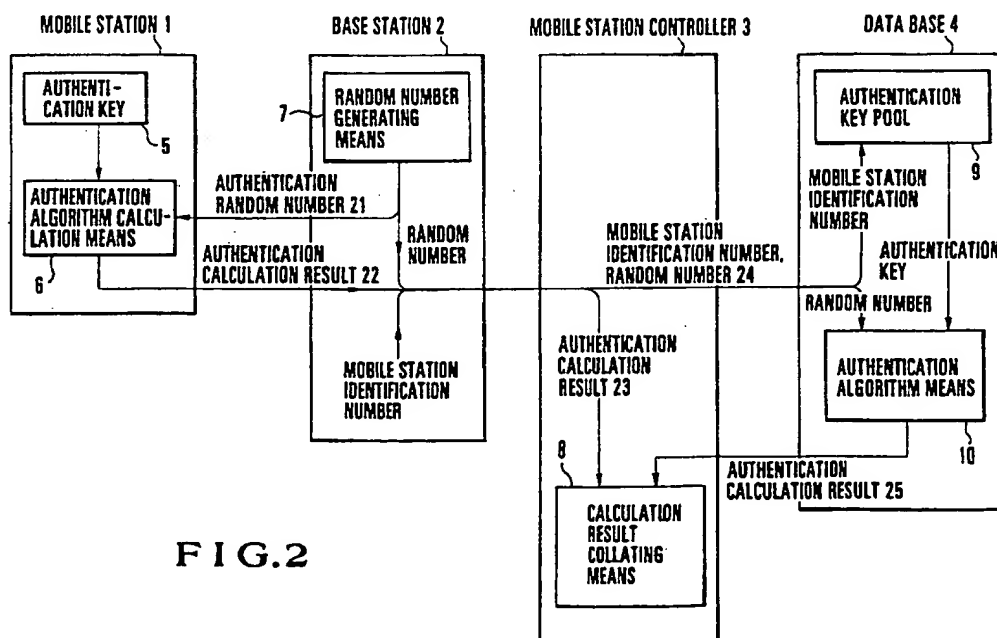 MOBILE STATION 1
BASE STATION 2
MOBILE STATION CONTROLLER 3
DATA BASE 4
AUTHENTI-
CATION KEY
5
AUTHENTICATION
ALGORITHM CALCU-
LATION MEANS
6
7
RANDOM NUMBER
GENERATING
MEANS
AUTHENTICATION
RANDOM NUMBER 21
RANDOM
NUMBER
AUTHENTICATION
CALCULATION RESULT 22
MOBILE STATION
IDENTIFICATION
NUMBER
MOBILE STATION
IDENTIFICATION NUMBER,
RANDOM NUMBER 24
AUTHENTICATION
CALCULATION
RESULT 23
8
CALCULATION
RESULT
COLLATING
MEANS
AUTHENTICATION
KEY POOL
9
MOBILE STATION
IDENTIFICATION
NUMBER
AUTHENTICATION
KEY
RANDOM NUMBER
AUTHENTICATION
ALGORITHM MEANS
10
AUTHENTICATION
CALCULATION RESULT 25
FIG.2